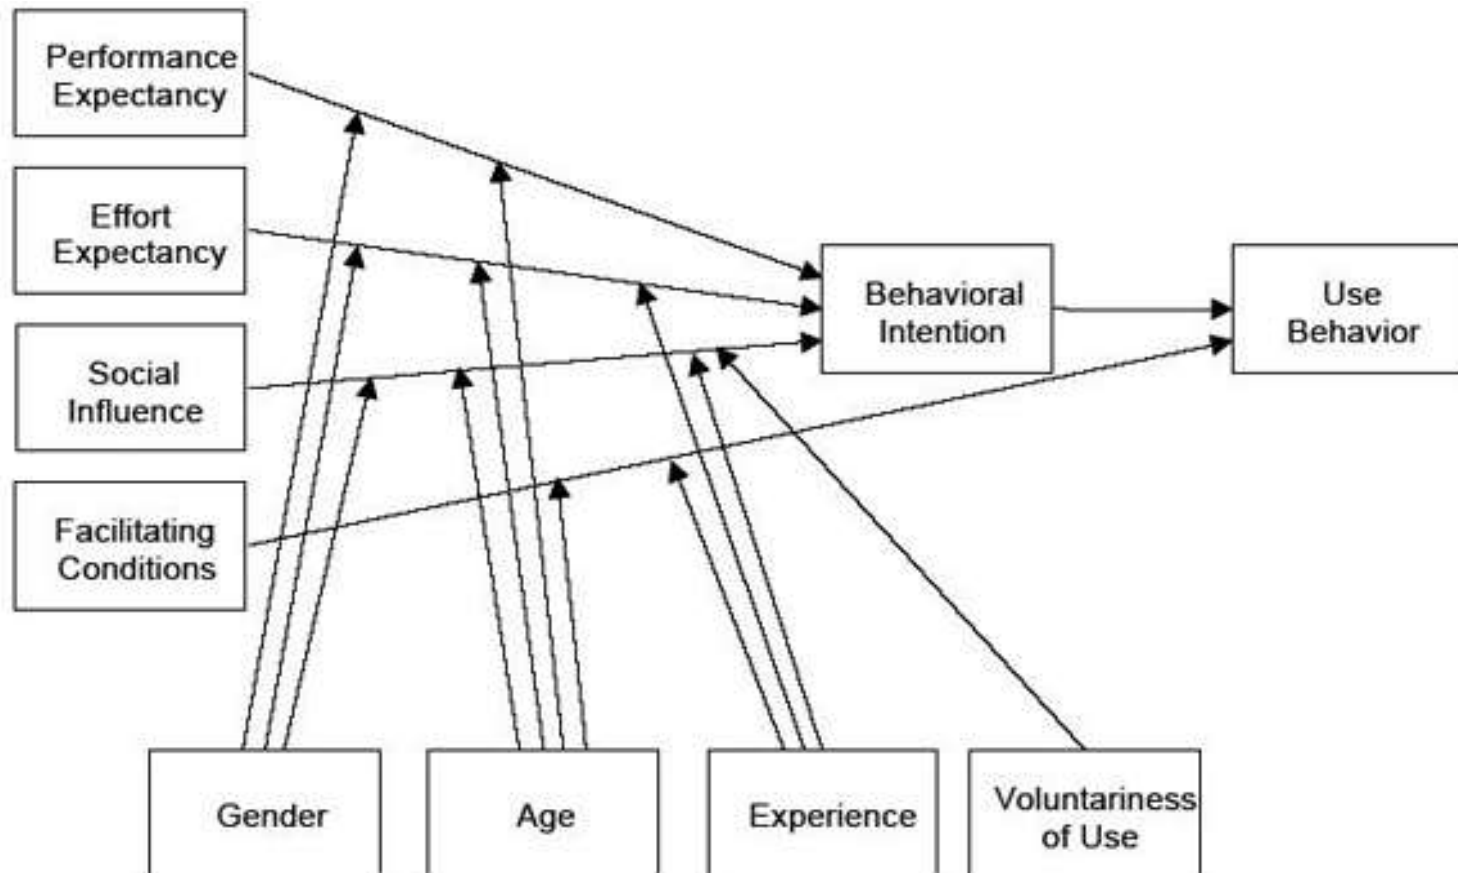 Performance
Expectancy
Effort
Expectancy
Social
Influence
Facilitating
Conditions
Behavioral
Intention
Use
Behavior
Gender
Age
Experience
Voluntariness
of Use